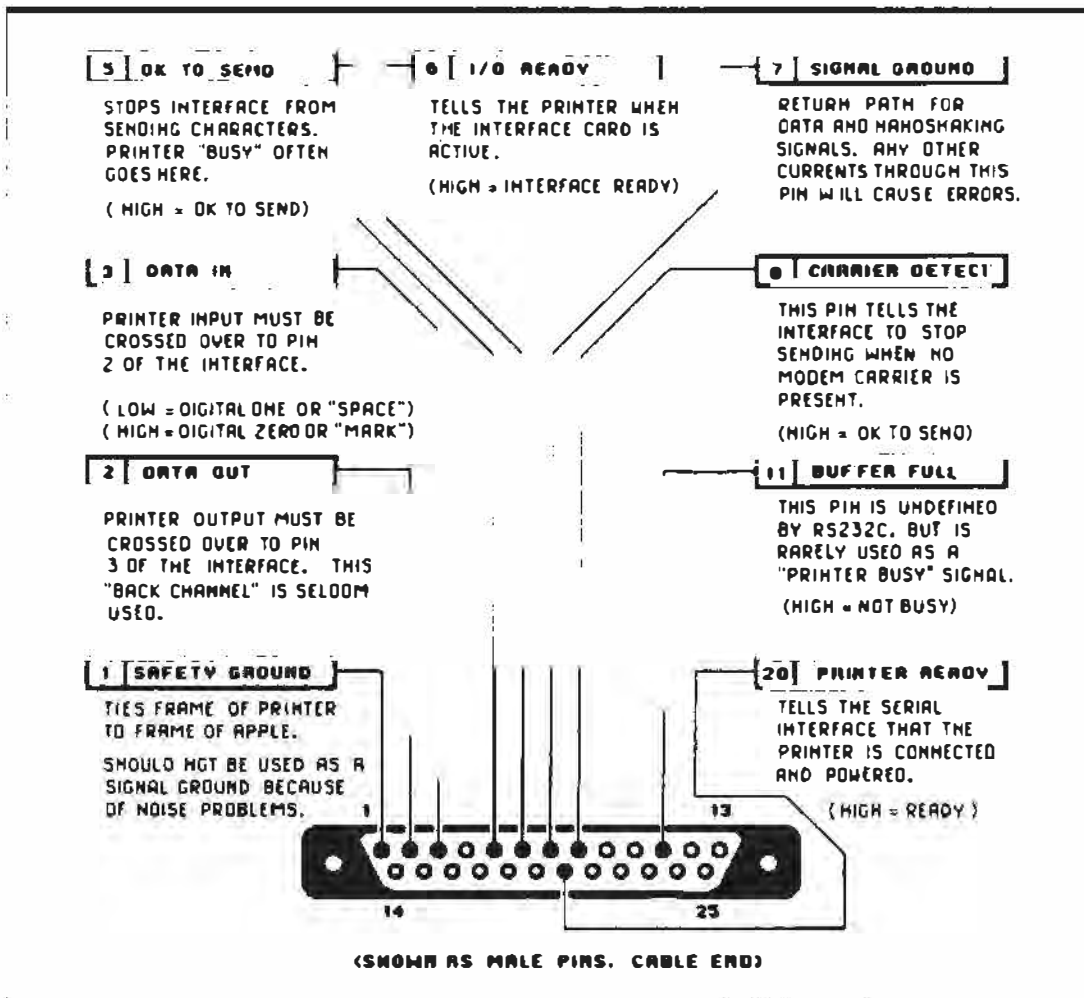 5 OK TO SEND
STOPS INTERFACE FROM
SENDING CHARACTERS.
PRINTER "BUSY" OFTEN
GOES HERE.
( HIGH = OK TO SEND)
6 I/O READY
TELLS THE PRINTER WHEN
THE INTERFACE CARD IS
ACTIVE.
(HIGH = INTERFACE READY)
7 SIGNAL GROUND
RETURN PATH FOR
DATA AND HANDSHAKING
SIGNALS. ANY OTHER
CURRENTS THROUGH THIS
PIN WILL CAUSE ERRORS.
3 DATA IN
PRINTER INPUT MUST BE
CROSSED OVER TO PIN
2 OF THE INTERFACE.
( LOW = DIGITAL ONE OR "SPACE")
( HIGH = DIGITAL ZERO OR "MARK")
8 CARRIER DETECT
THIS PIN TELLS THE
INTERFACE TO STOP
SENDING WHEN NO
MODEM CARRIER IS
PRESENT.
(HIGH = OK TO SEND)
2 DATA OUT
PRINTER OUTPUT MUST BE
CROSSED OVER TO PIN
3 OF THE INTERFACE. THIS
"BACK CHANNEL" IS SELDOM
USED.
11 BUFFER FULL
THIS PIN IS UNDEFINED
BY RS232C, BUT IS
RARELY USED AS A
"PRINTER BUSY" SIGNAL.
(HIGH = NOT BUSY)
1 SAFETY GROUND
TIES FRAME OF PRINTER
TO FRAME OF APPLE.
SHOULD NOT BE USED AS A
SIGNAL GROUND BECAUSE
OF NOISE PROBLEMS.
20 PRINTER READY
TELLS THE SERIAL
INTERFACE THAT THE
PRINTER IS CONNECTED
AND POWERED.
(HIGH = READY)
1
13
14
25
(SHOWN AS MALE PINS, CABLE END)